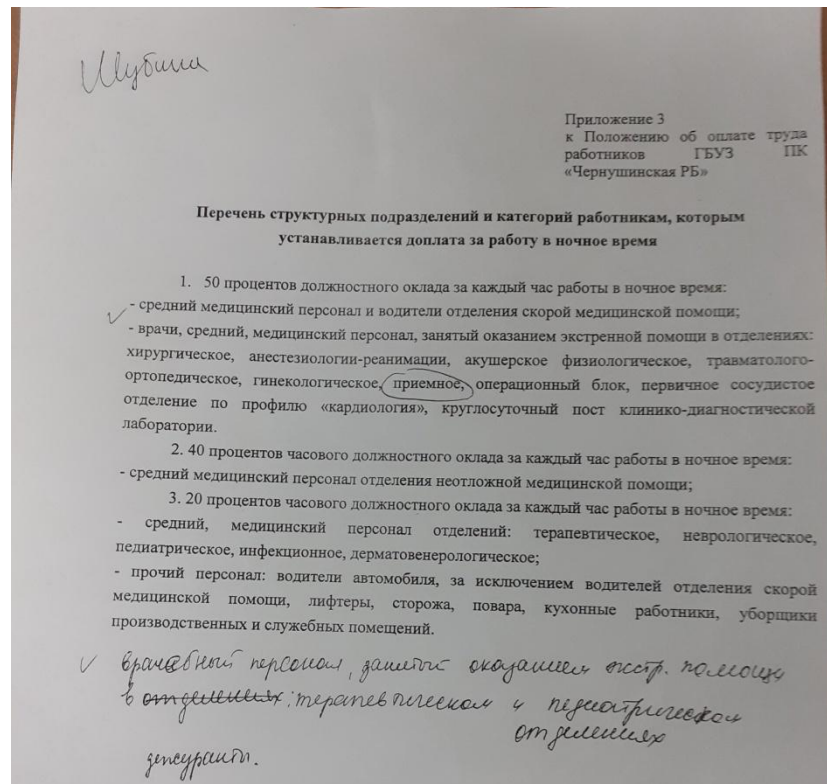 Шубина
Приложение 3
к Положению об оплате труда
работников ГБУЗ ПК
«Чернушинская РБ»
Перечень структурных подразделений и категорий работникам, которым
устанавливается доплата за работу в ночное время
1. 50 процентов должностного оклада за каждый час работы в ночное время:
- средний медицинский персонал и водители отделения скорой медицинской помощи;
- врачи, средний, медицинский персонал, занятый оказанием экстренной помощи в отделениях:
хирургическое, анестезиологии-реанимации, акушерское физиологическое, травматолого-
ортопедическое, гинекологическое, приемное, операционный блок, первичное сосудистое
отделение по профилю «кардиология», круглосуточный пост клинико-диагностической
лаборатории.
2. 40 процентов часового должностного оклада за каждый час работы в ночное время:
- средний медицинский персонал отделения неотложной медицинской помощи;
3. 20 процентов часового должностного оклада за каждый час работы в ночное время:
- средний, медицинский персонал отделений: терапевтическое, неврологическое,
педиатрическое, инфекционное, дерматовенерологическое;
- прочий персонал: водители автомобиля, за исключением водителей отделения скорой
медицинской помощи, лифтеры, сторожа, повара, кухонные работники, уборщики
производственных и служебных помещений.
врачебный персонал, занятый оказанием экстр. помощи
в отделениях: терапевтическом и педиатрическом
отделениях
дежуранты.